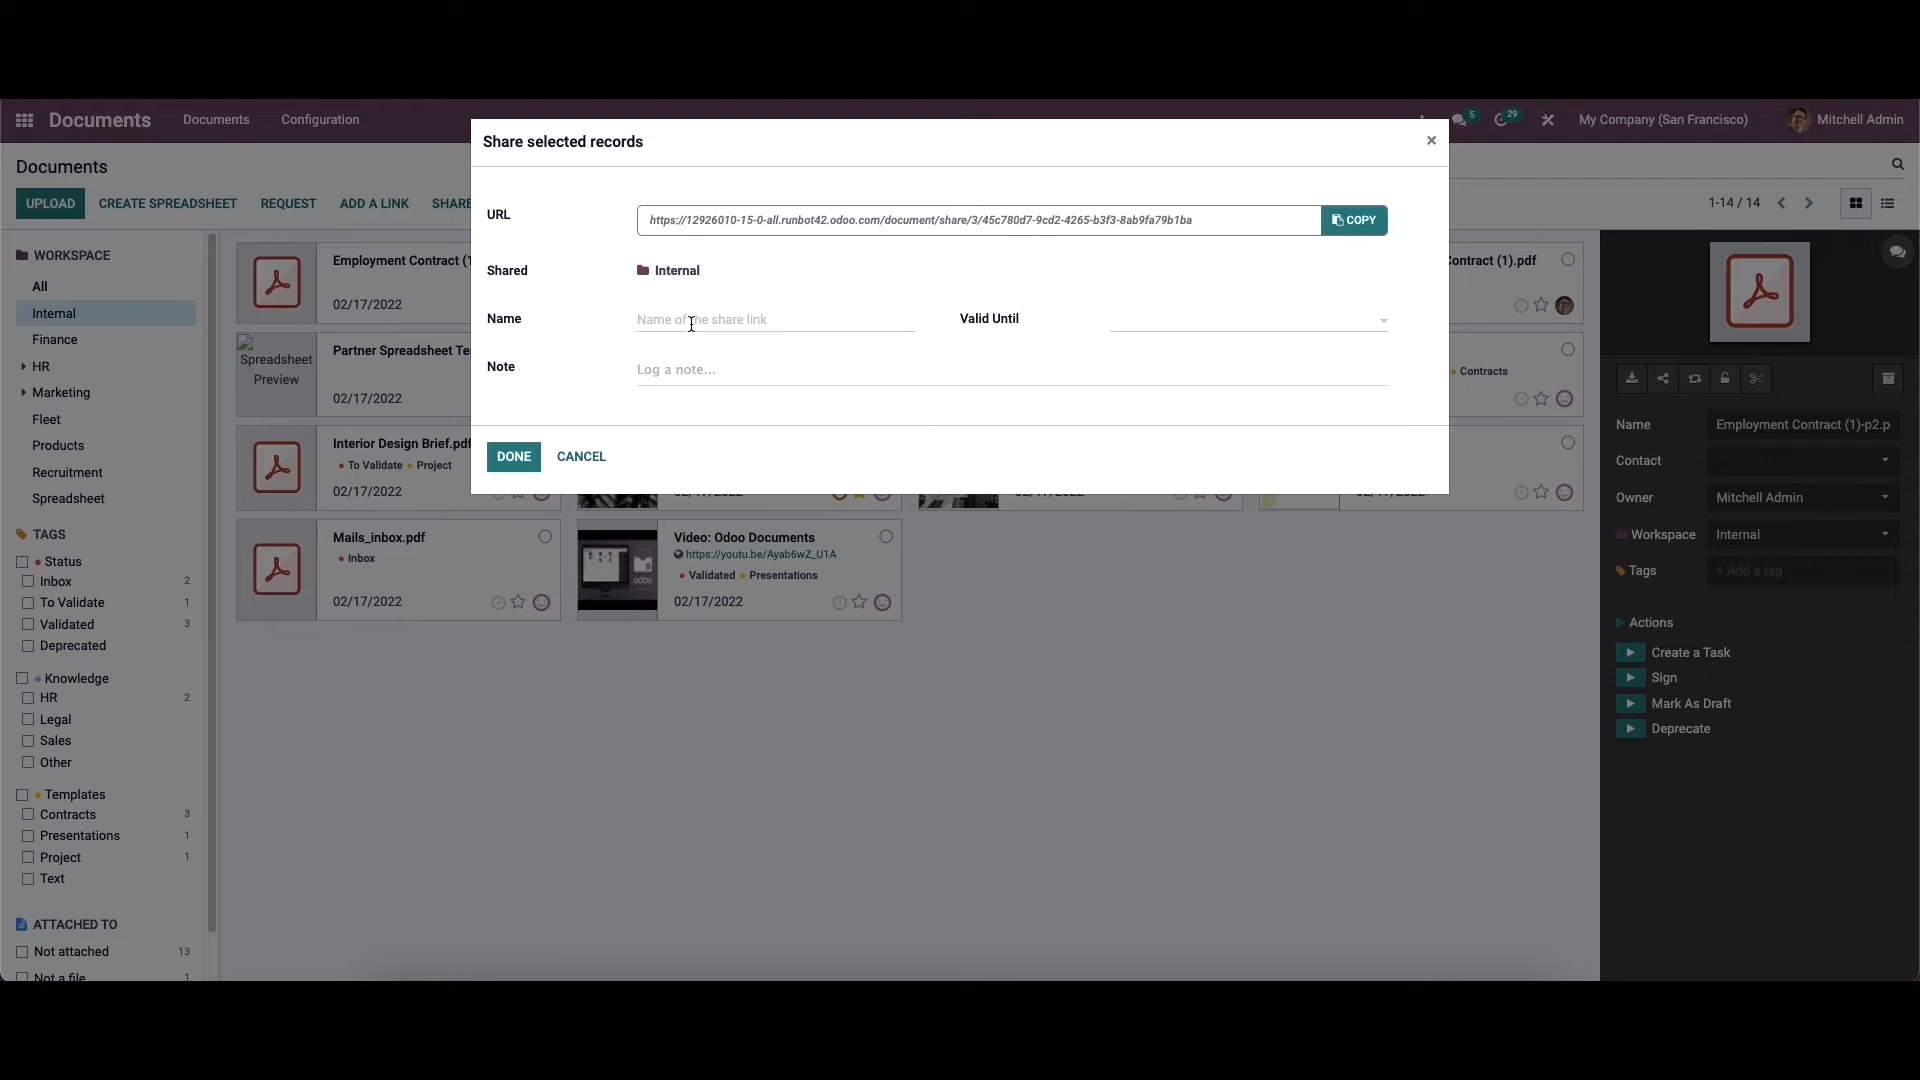 Documents
Documents
Configuration
5
29
My Company (San Francisco)
Mitchell Admin
Documents
UPLOAD
CREATE SPREADSHEET
REQUEST
ADD A LINK
SHARE
1-14 / 14
WORKSPACE
All
Internal
Finance
HR
Marketing
Fleet
Products
Recruitment
Spreadsheet
TAGS
Status
Inbox 2
To Validate 1
Validated 3
Deprecated
Knowledge
HR 2
Legal
Sales
Other
Templates
Contracts 3
Presentations 1
Project 1
Text
ATTACHED TO
Not attached 13
Not a file 1
Employment Contract (1
02/17/2022
Spreadsheet
Preview
Partner Spreadsheet Te
02/17/2022
Interior Design Brief.pdf
To Validate Project
02/17/2022
Mails_inbox.pdf
Inbox
02/17/2022
Video: Odoo Documents
https://youtu.be/Ayab6wZ_U1A
Validated Presentations
02/17/2022
odoo
Contract (1).pdf
Contracts
Share selected records
×
URL
https://12926010-15-0-all.runbot42.odoo.com/document/share/3/45c780d7-9cd2-4265-b3f3-8ab9fa79b1ba
COPY
Shared
Internal
Name
Name of the share link
Valid Until
Note
Log a note...
DONE
CANCEL
Name
Employment Contract (1)-p2.p
Contact
Owner
Mitchell Admin
Workspace
Internal
Tags
+ Add a tag
Actions
Create a Task
Sign
Mark As Draft
Deprecate